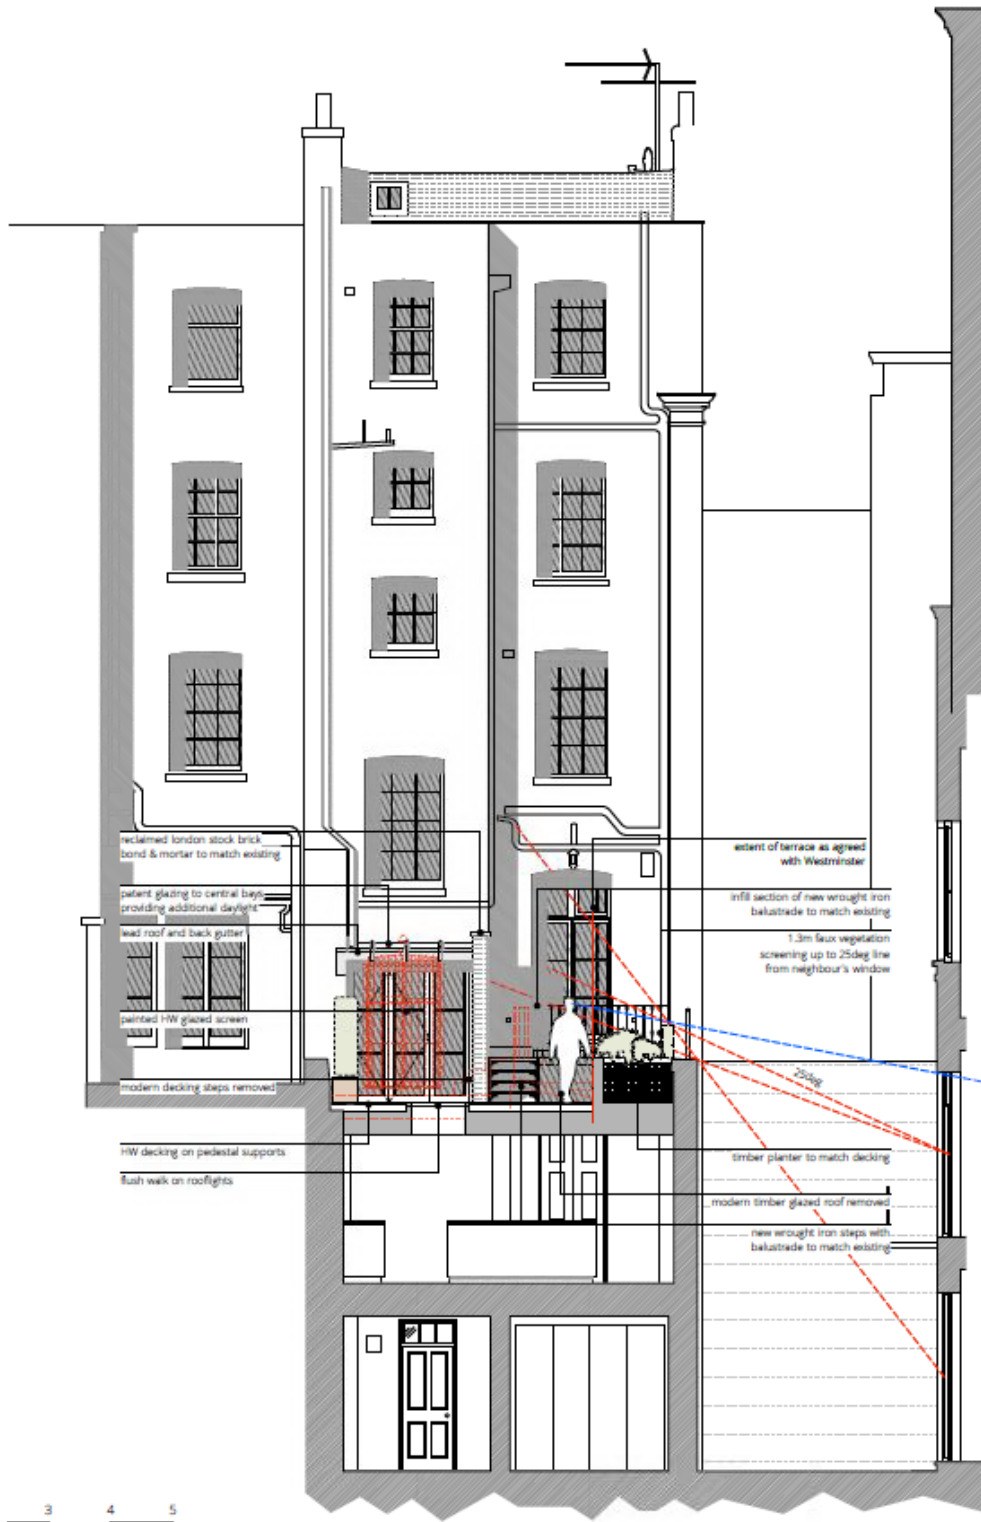 reclaimed london stock brick
bond & mortar to match existing
patent glazing to central bays
providing additional daylight
lead roof and back gutter
painted HW glazed screen
modern decking steps removed
HW decking on pedestal supports
flush walk on rooflights
extent of terrace as agreed
with Westminster
infill section of new wrought iron
balustrade to match existing
1.3m faux vegetation
screening up to 25deg line
from neighbour's window
25deg
timber planter to match decking
modern timber glazed roof removed
new wrought iron steps with
balustrade to match existing
3 4 5